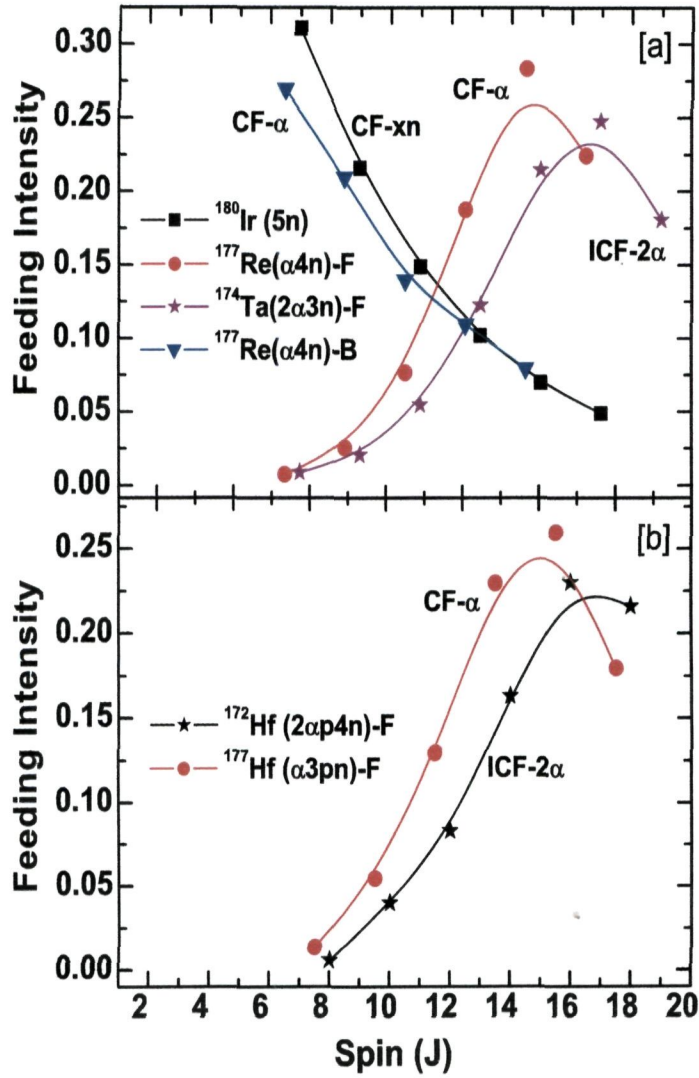 [a]
0.30
0.25
0.20
0.15
0.10
0.05
0.00
Feeding Intensity
CF-α
CF-xn
CF-α
ICF-2α
¹⁸⁰Ir (5n)
¹⁷⁷Re(α4n)-F
¹⁷⁴Ta(2α3n)-F
¹⁷⁷Re(α4n)-B
[b]
0.25
0.20
0.15
0.10
0.05
0.00
Feeding Intensity
CF-α
ICF-2α
¹⁷²Hf (2αp4n)-F
¹⁷⁷Hf (α3pn)-F
2 4 6 8 10 12 14 16 18 20
Spin (J)